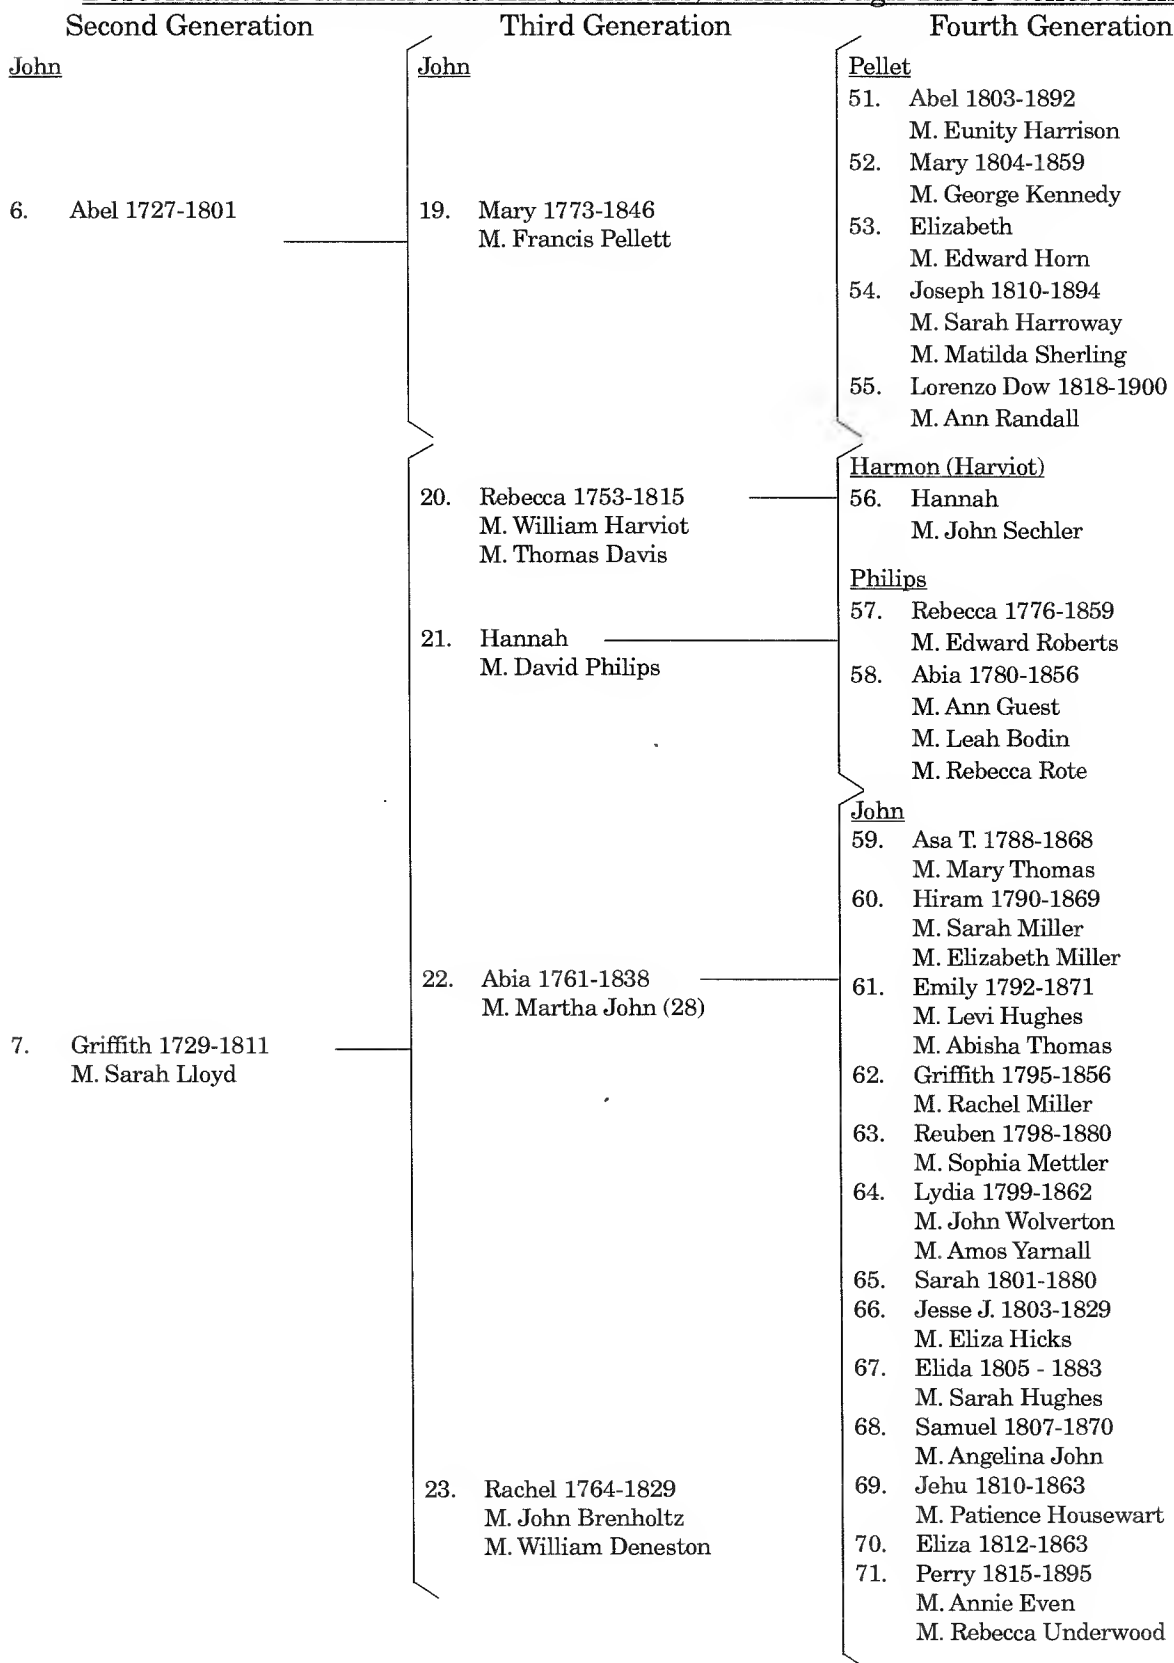 Descendants of Through Three Generations
Second Generation
John
6. Abel 1727-1801
7. Griffith 1729-1811
M. Sarah Lloyd
Third Generation
John
19. Mary 1773-1846
M. Francis Pellett
20. Rebecca 1753-1815
M. William Harviot
M. Thomas Davis
21. Hannah
M. David Philips
22. Abia 1761-1838
M. Martha John (28)
23. Rachel 1764-1829
M. John Brenholtz
M. William Deneston
Fourth Generation
Pellet
51. Abel 1803-1892
M. Eunity Harrison
52. Mary 1804-1859
M. George Kennedy
53. Elizabeth
M. Edward Horn
54. Joseph 1810-1894
M. Sarah Harroway
M. Matilda Sherling
55. Lorenzo Dow 1818-1900
M. Ann Randall
Harmon (Harviot)
56. Hannah
M. John Sechler
Philips
57. Rebecca 1776-1859
M. Edward Roberts
58. Abia 1780-1856
M. Ann Guest
M. Leah Bodin
M. Rebecca Rote
John
59. Asa T. 1788-1868
M. Mary Thomas
60. Hiram 1790-1869
M. Sarah Miller
M. Elizabeth Miller
61. Emily 1792-1871
M. Levi Hughes
M. Abisha Thomas
62. Griffith 1795-1856
M. Rachel Miller
63. Reuben 1798-1880
M. Sophia Mettler
64. Lydia 1799-1862
M. John Wolverton
M. Amos Yarnall
65. Sarah 1801-1880
66. Jesse J. 1803-1829
M. Eliza Hicks
67. Elida 1805 - 1883
M. Sarah Hughes
68. Samuel 1807-1870
M. Angelina John
69. Jehu 1810-1863
M. Patience Housewart
70. Eliza 1812-1863
71. Perry 1815-1895
M. Annie Even
M. Rebecca Underwood